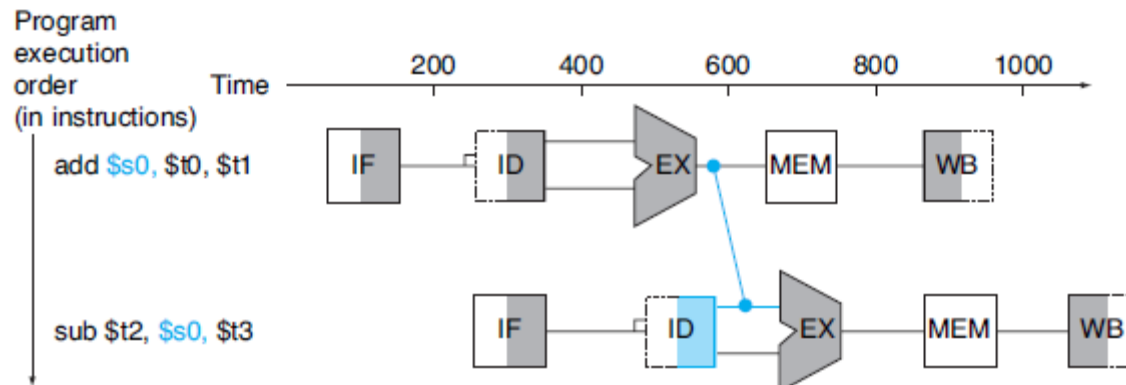 Program
execution
order Time
(in instructions)
200 400 600 800 1000
add $s0, $t0, $t1
IF ID EX MEM WB
sub $t2, $s0, $t3
IF ID EX MEM WB